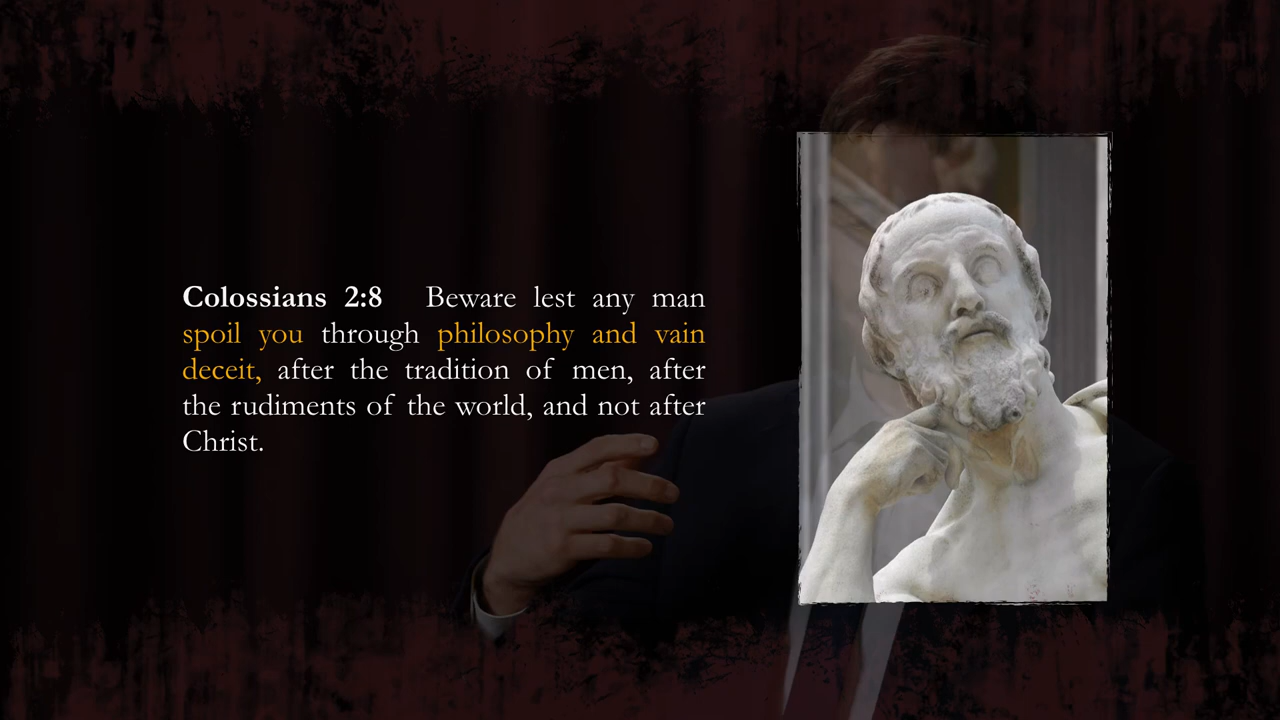 Colossians 2:8 Beware lest any man
spoil you through philosophy and vain
deceit, after the tradition of men, after
the rudiments of the world, and not after
Christ.